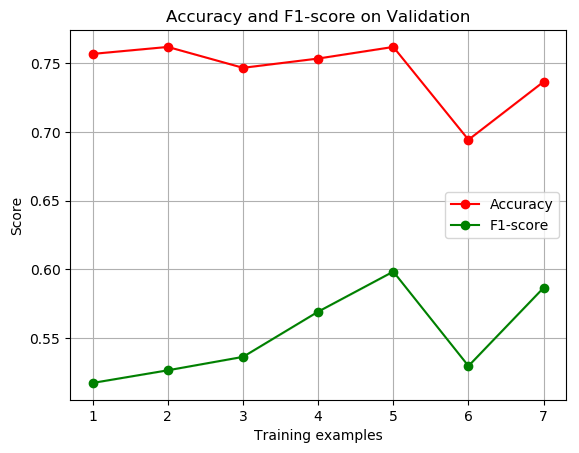 Accuracy and F1-score on Validation
0.75
0.70
0.65
0.60
0.55
Score
Accuracy
F1-score
1 2 3 4 5 6 7
Training examples